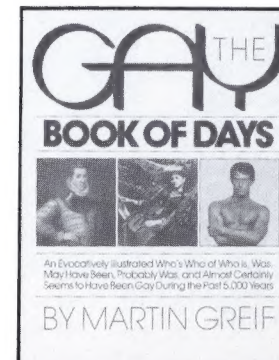 THE
GAY
BOOK OF DAYS
An Evocatively Illustrated Who's Who of Who is, Was,
May Have Been, Probably Was, and Almost Certainly
Seems to Have Been Gay During the Past 5,000 Years
BY MARTIN GREIF